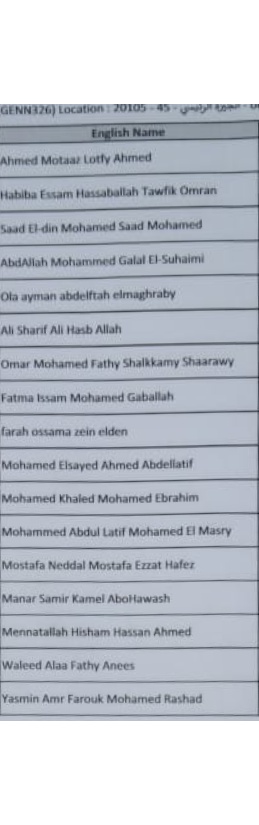 GENN326) Location : 20105 - 45 - الجيزة الرئيسي -
English Name
Ahmed Motaaz Lotfy Ahmed
Habiba Essam Hassaballah Tawfik Omran
Saad El-din Mohamed Saad Mohamed
AbdAllah Mohammed Galal El-Suhaimi
Ola ayman abdelftah elmaghraby
Ali Sharif Ali Hasb Allah
Omar Mohamed Fathy Shalkkamy Shaarawy
Fatma Issam Mohamed Gaballah
farah ossama zein elden
Mohamed Elsayed Ahmed Abdellatif
Mohamed Khaled Mohamed Ebrahim
Mohammed Abdul Latif Mohamed El Masry
Mostafa Neddal Mostafa Ezzat Hafez
Manar Samir Kamel AboHawash
Mennatallah Hisham Hassan Ahmed
Waleed Alaa Fathy Anees
Yasmin Amr Farouk Mohamed Rashad